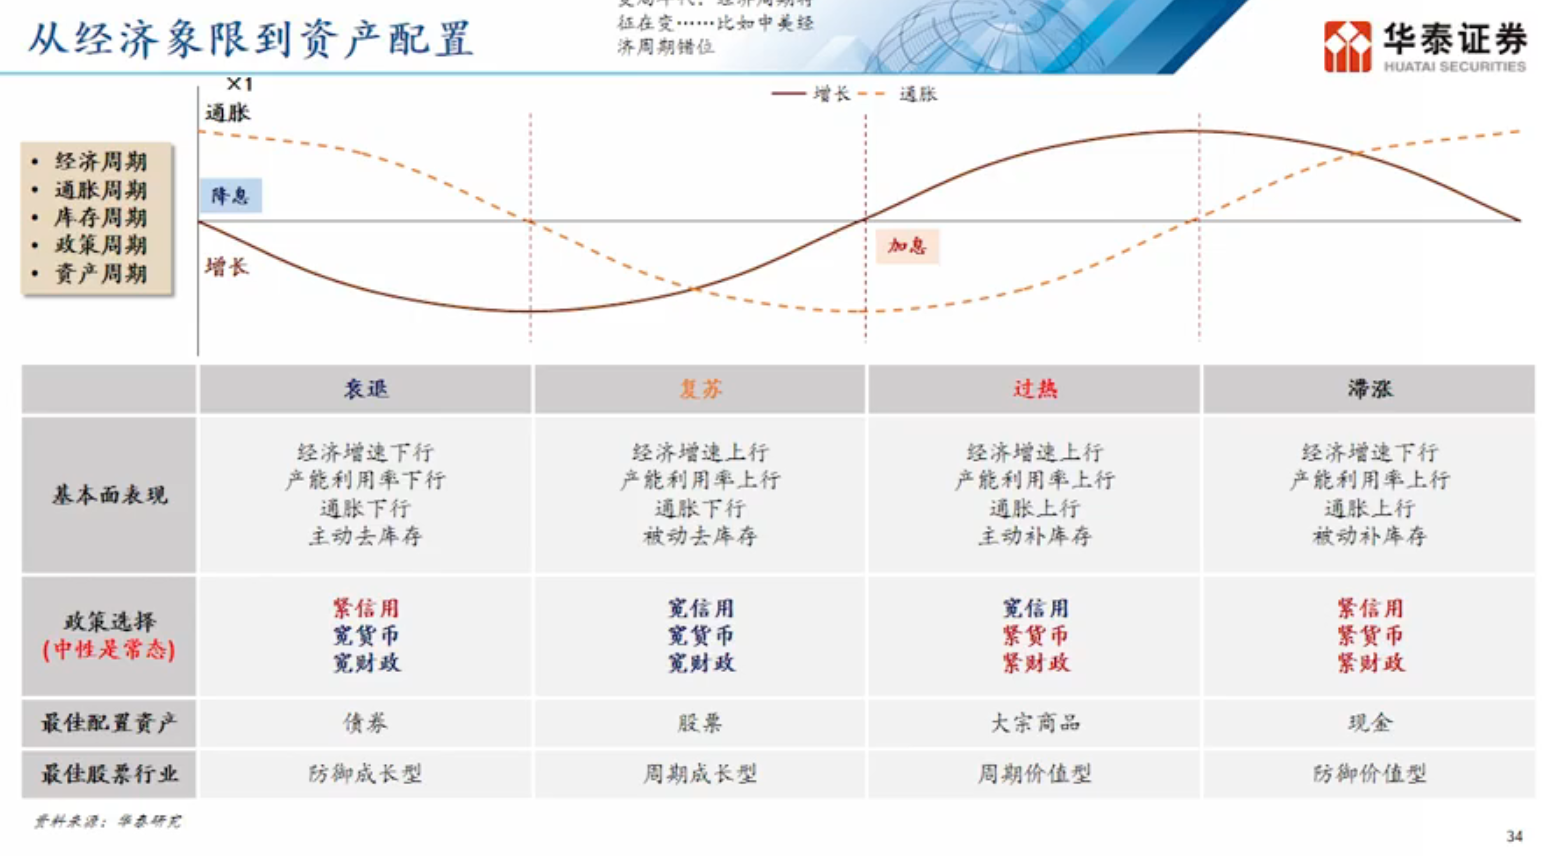 从经济象限到资产配置
征在变……比如中美经
济周期错位
华泰证券
HUATAI SECURITIES
×1
通胀
增长
通胀
• 经济周期
• 通胀周期
• 库存周期
• 政策周期
• 资产周期
降息
增长
加息
衰退 复苏 过热 滞涨
基本面表现
经济增速下行
产能利用率下行
通胀下行
主动去库存
经济增速上行
产能利用率上行
通胀下行
被动去库存
经济增速上行
产能利用率上行
通胀上行
主动补库存
经济增速下行
产能利用率上行
通胀上行
被动补库存
政策选择
(中性是常态)
紧信用
宽货币
宽财政
宽信用
宽货币
宽财政
宽信用
紧货币
紧财政
紧信用
紧货币
紧财政
最佳配置资产 债券 股票 大宗商品 现金
最佳股票行业 防御成长型 周期成长型 周期价值型 防御价值型
资料来源：华泰研究
34